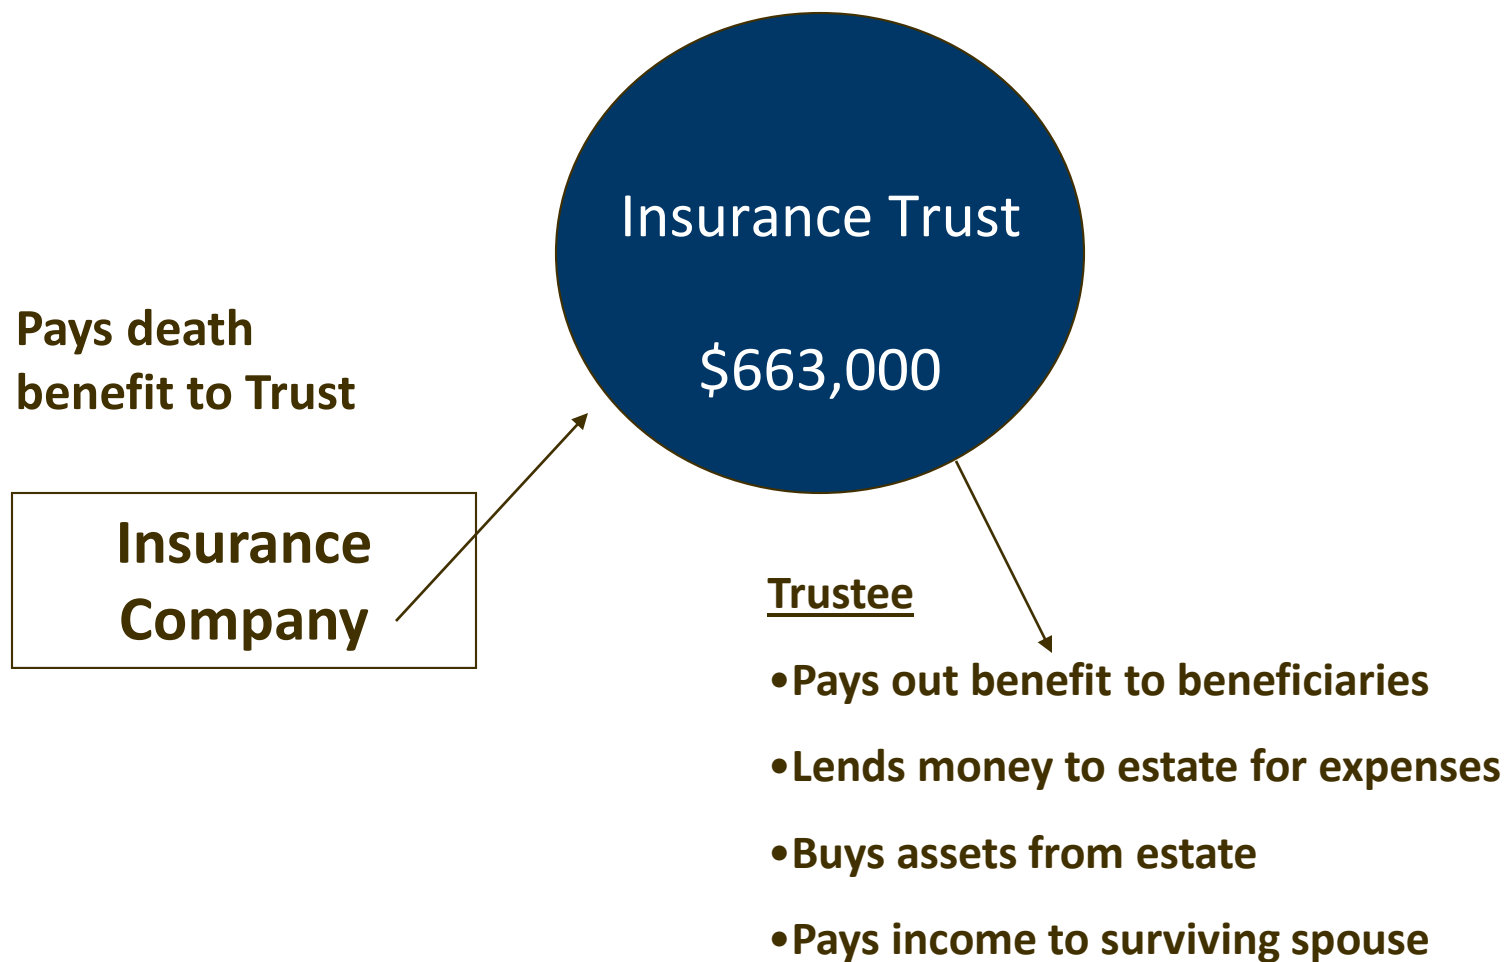 Insurance Trust
$663,000
Pays death
benefit to Trust
Insurance
Company
Trustee
•Pays out benefit to beneficiaries
•Lends money to estate for expenses
•Buys assets from estate
•Pays income to surviving spouse